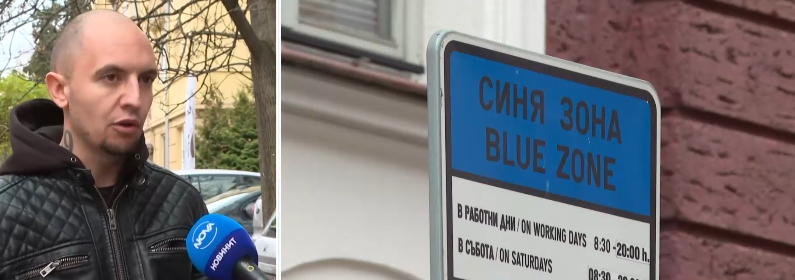 NOVA
НОВИНИТЕ
СИНЯ ЗОНА
BLUE ZONE
В РАБОТНИ ДНИ / ON WORKING DAYS 8:30 -20:00 h.
В СЪБОТА / ON SATURDAYS